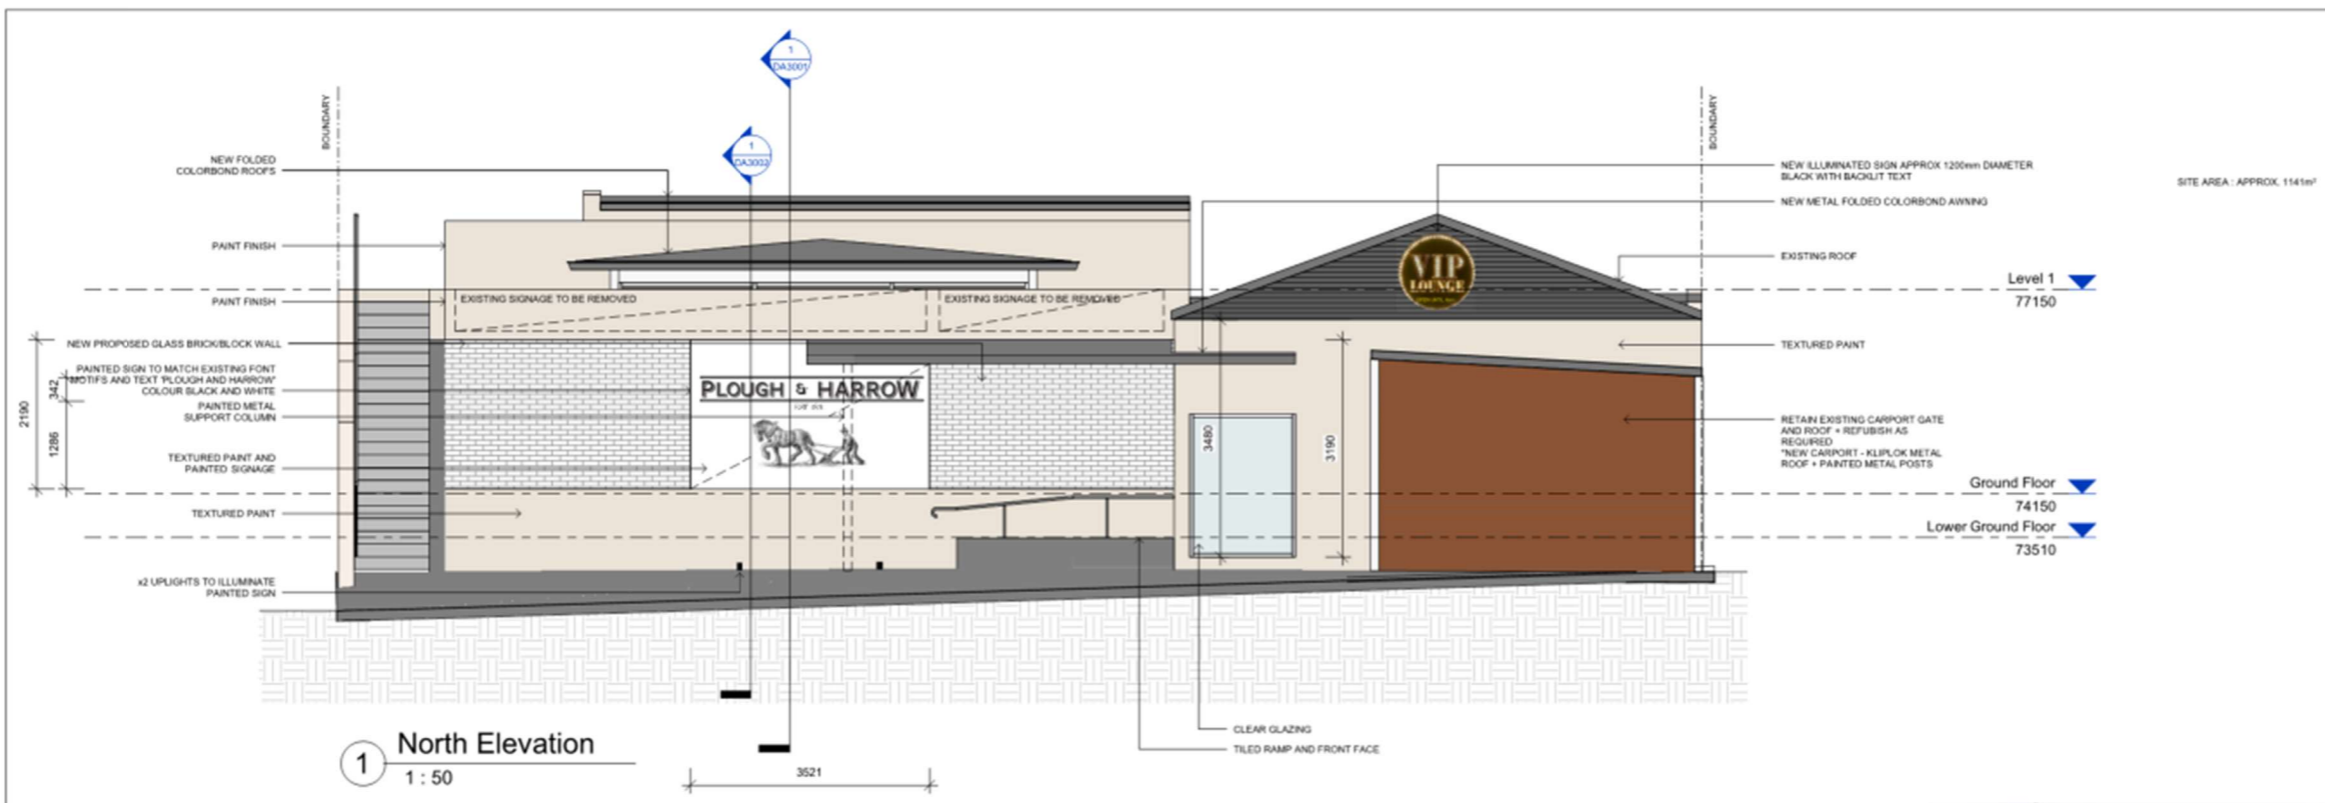 1
DA3001
1
DA3002
BOUNDARY
BOUNDARY
NEW FOLDED
COLORBOND ROOFS
PAINT FINISH
PAINT FINISH
NEW PROPOSED GLASS BRICK/BLOCK WALL
PAINTED SIGN TO MATCH EXISTING FONT
MOTIFS AND TEXT 'PLOUGH AND HARROW'
COLOUR BLACK AND WHITE
PAINTED METAL
SUPPORT COLUMN
TEXTURED PAINT AND
PAINTED SIGNAGE
TEXTURED PAINT
x2 UPLIGHTS TO ILLUMINATE
PAINTED SIGN
2190
342
1286
EXISTING SIGNAGE TO BE REMOVED
EXISTING SIGNAGE TO BE REMOVED
PLOUGH & HARROW
VIP
LOUNGE
3480
3190
NEW ILLUMINATED SIGN APPROX 1200mm DIAMETER
BLACK WITH BACKLIT TEXT
NEW METAL FOLDED COLORBOND AWNING
EXISTING ROOF
TEXTURED PAINT
RETAIN EXISTING CARPORT GATE
AND ROOF + REFUBISH AS
REQUIRED
*NEW CARPORT - KLIPLOK METAL
ROOF + PAINTED METAL POSTS
SITE AREA : APPROX. 1141m²
Level 1
77150
Ground Floor
74150
Lower Ground Floor
73510
CLEAR GLAZING
TILED RAMP AND FRONT FACE
3521
1
North Elevation
1 : 50